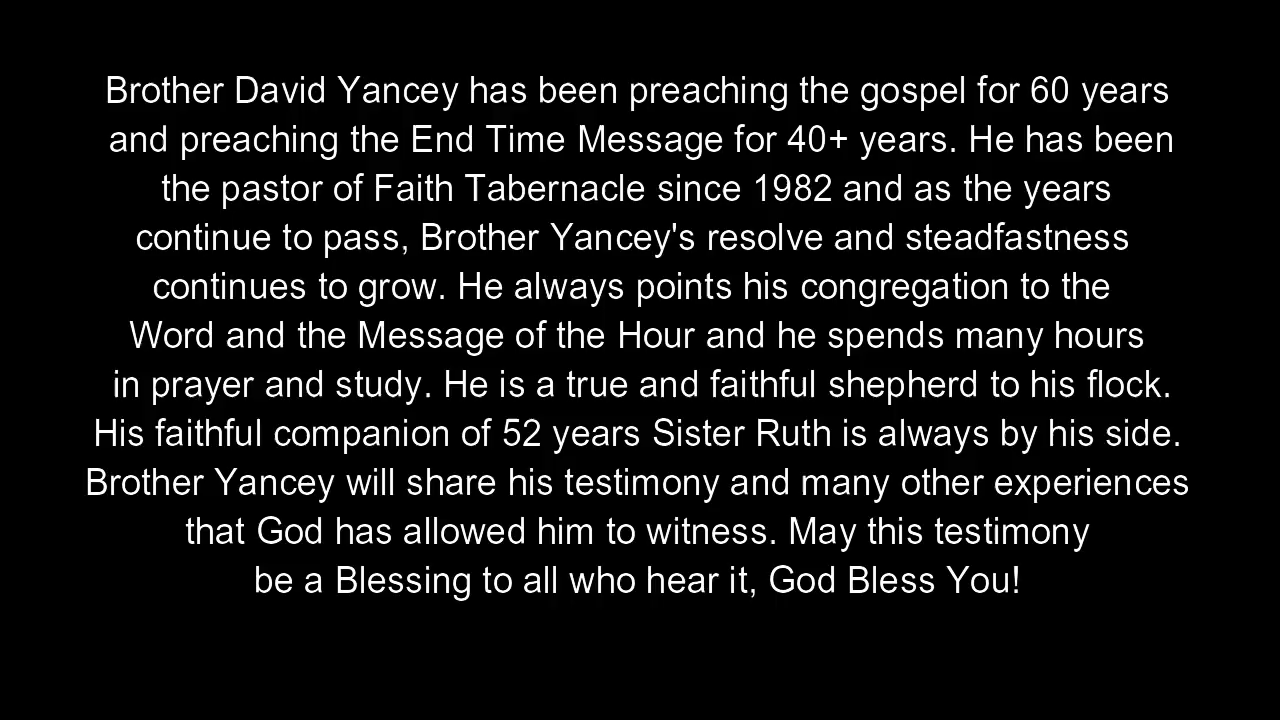 Brother David Yancey has been preaching the gospel for 60 years
and preaching the End Time Message for 40+ years. He has been
the pastor of Faith Tabernacle since 1982 and as the years
continue to pass, Brother Yancey's resolve and steadfastness
continues to grow. He always points his congregation to the
Word and the Message of the Hour and he spends many hours
in prayer and study. He is a true and faithful shepherd to his flock.
His faithful companion of 52 years Sister Ruth is always by his side.
Brother Yancey will share his testimony and many other experiences
that God has allowed him to witness. May this testimony
be a Blessing to all who hear it, God Bless You!